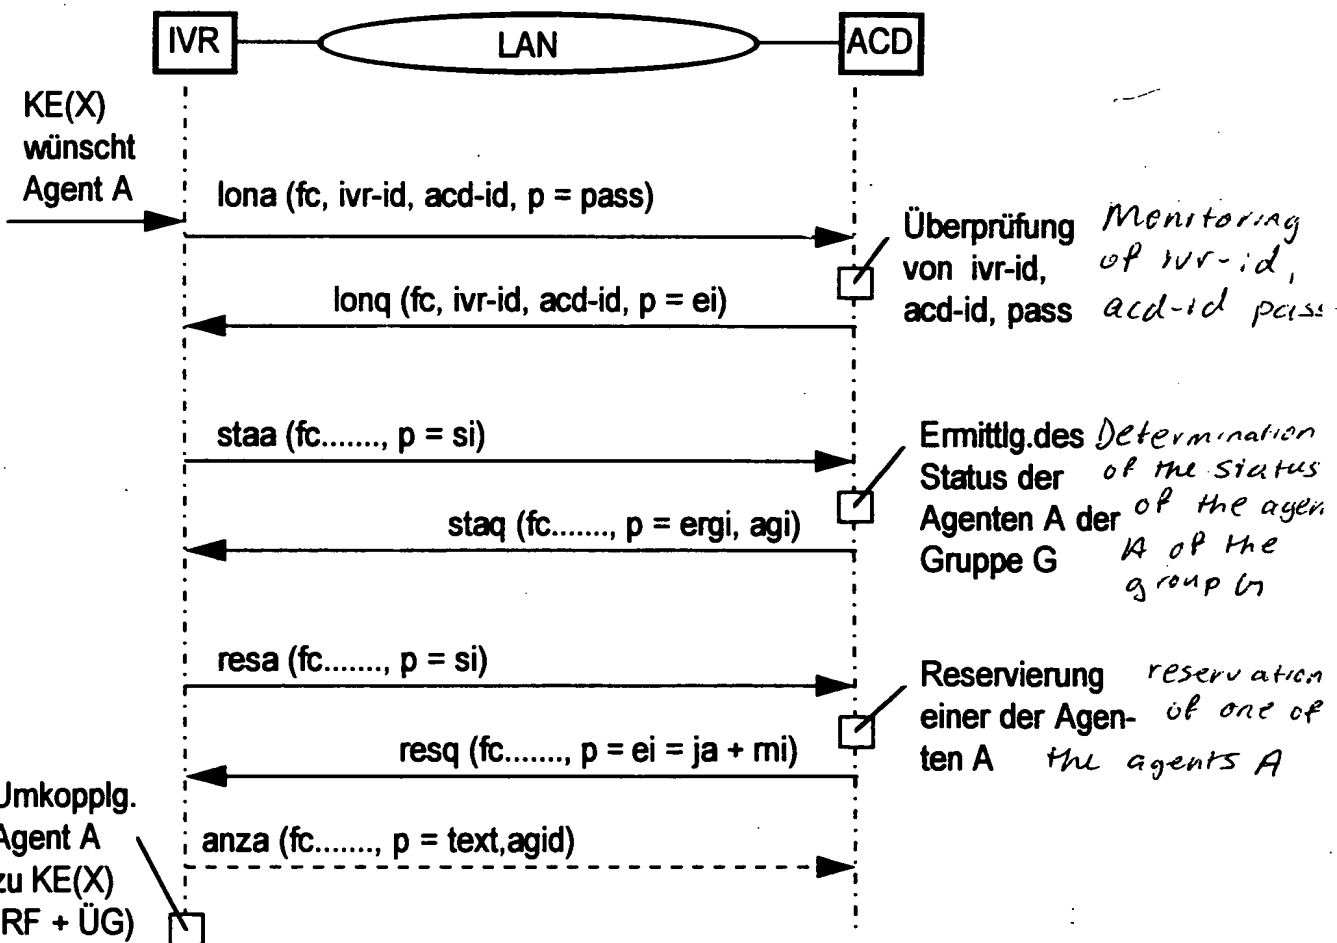 IVR LAN ACD
KE(X)
wünscht
Agent A
lona (fc, ivr-id, acd-id, p = pass)
Überprüfung
von ivr-id,
acd-id, pass
Monitoring
of ivr-id,
acd-id pass
lonq (fc, ivr-id, acd-id, p = ei)
staa (fc......., p = si)
Ermittlg.des
Status der
Agenten A der
Gruppe G
Determination
of the status
of the agen
A of the
group G
staq (fc......., p = ergi, agi)
resa (fc......., p = si)
Reservierung
einer der Agen-
ten A
reservation
of one of
the agents A
resq (fc......., p = ei = ja + mi)
Umkopplg.
Agent A
zu KE(X)
RF + ÜG)
anza (fc......., p = text,agid)